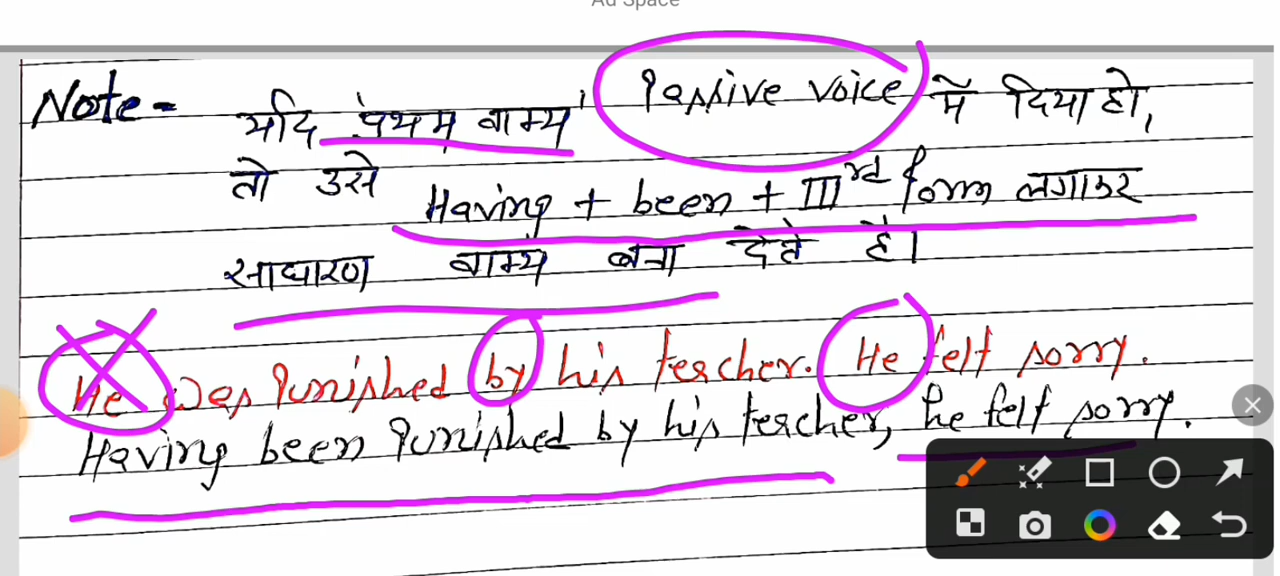 Ad Space
Note- यदि प्रथम वाक्य Passive voice में दिया हो,
तो उसे Having + been + IIIrd form लगाकर
साधारण वाक्य बना देते है।
He was Punished by his teacher. He felt sorry.
Having been Punished by his teacher, he felt sorry.